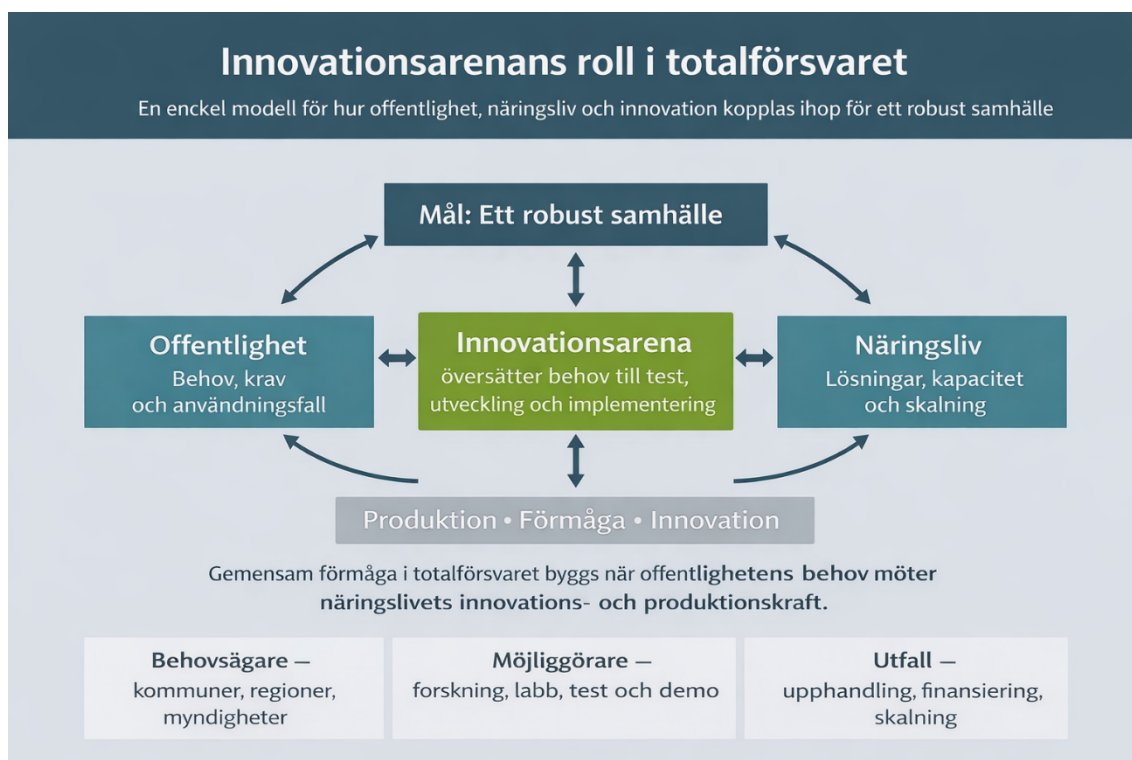 Innovationsarenans roll i totalförsvaret
En enckel modell för hur offentlighet, näringsliv och innovation kopplas ihop för ett robust samhälle
Mål: Ett robust samhälle
Offentlighet
Behov, krav
och användningsfall
Innovationsarena
översätter behov till test,
utveckling och implementering
Näringsliv
Lösningar, kapacitet
och skalning
Produktion • Förmåga • Innovation
Gemensam förmåga i totalförsvaret byggs när offentlighetens behov möter
näringslivets innovations- och produktionskraft.
Behovsägare —
kommuner, regioner,
myndigheter
Möjliggörare —
forskning, labb, test och demo
Utfall —
upphandling, finansiering,
skalning